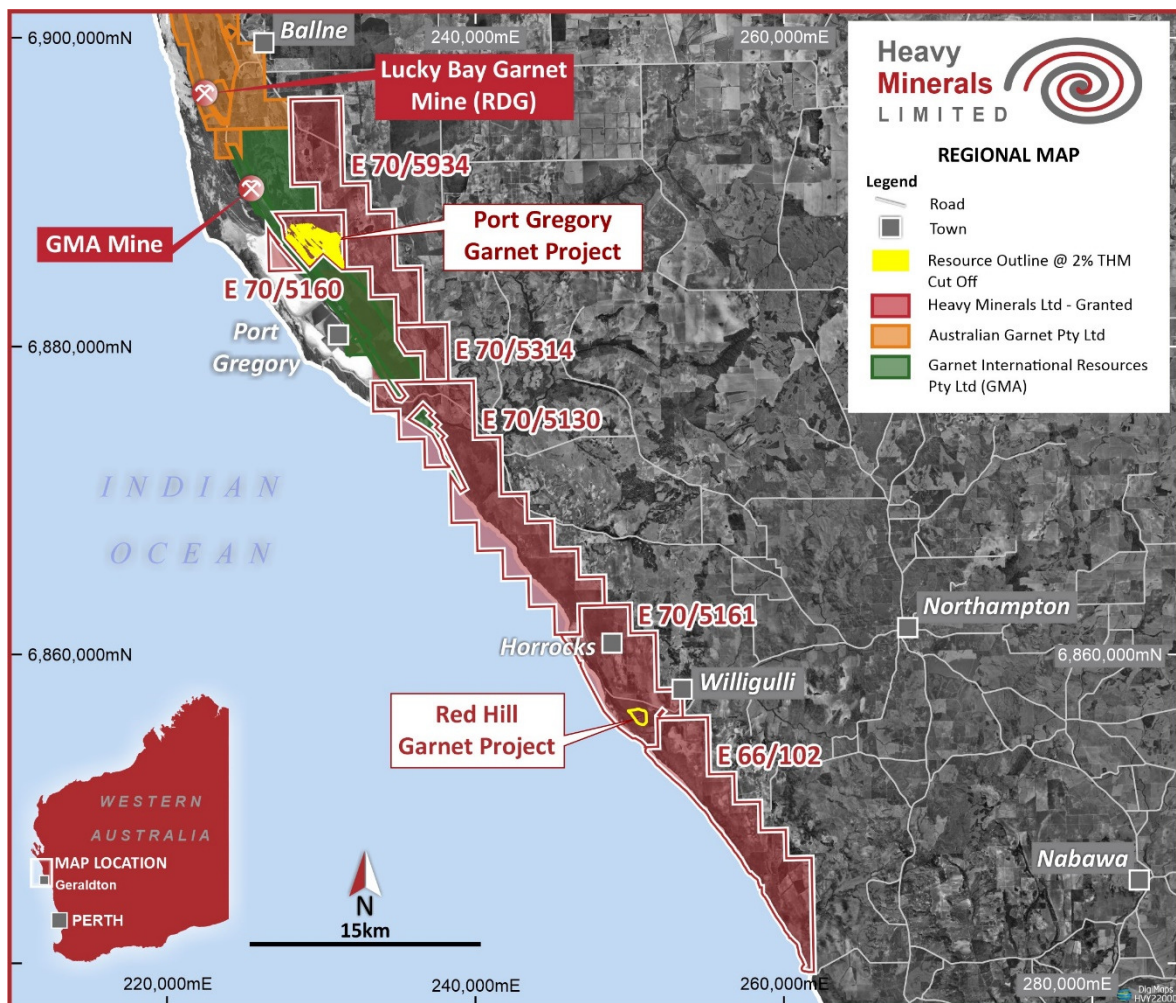 6,900,000mN
Ballne
240,000mE
260,000mE
Heavy
Minerals
LIMITED
REGIONAL MAP
Legend
Road
Town
Resource Outline @ 2% THM
Cut Off
Heavy Minerals Ltd - Granted
Australian Garnet Pty Ltd
Garnet International Resources
Pty Ltd (GMA)
Lucky Bay Garnet
Mine (RDG)
E 70/5934
GMA Mine
Port Gregory
Garnet Project
E 70/5160
Port
Gregory
6,880,000mN
E 70/5314
E 70/5130
INDIAN
OCEAN
E 70/5161
Horrocks
Northampton
6,860,000mN
6,860,000mN
Willigulli
Red Hill
Garnet Project
E 66/102
Nabawa
WESTERN
AUSTRALIA
MAP LOCATION
Geraldton
PERTH
N
15km
220,000mE
240,000mE
260,000mE
280,000mE
DigiMaps